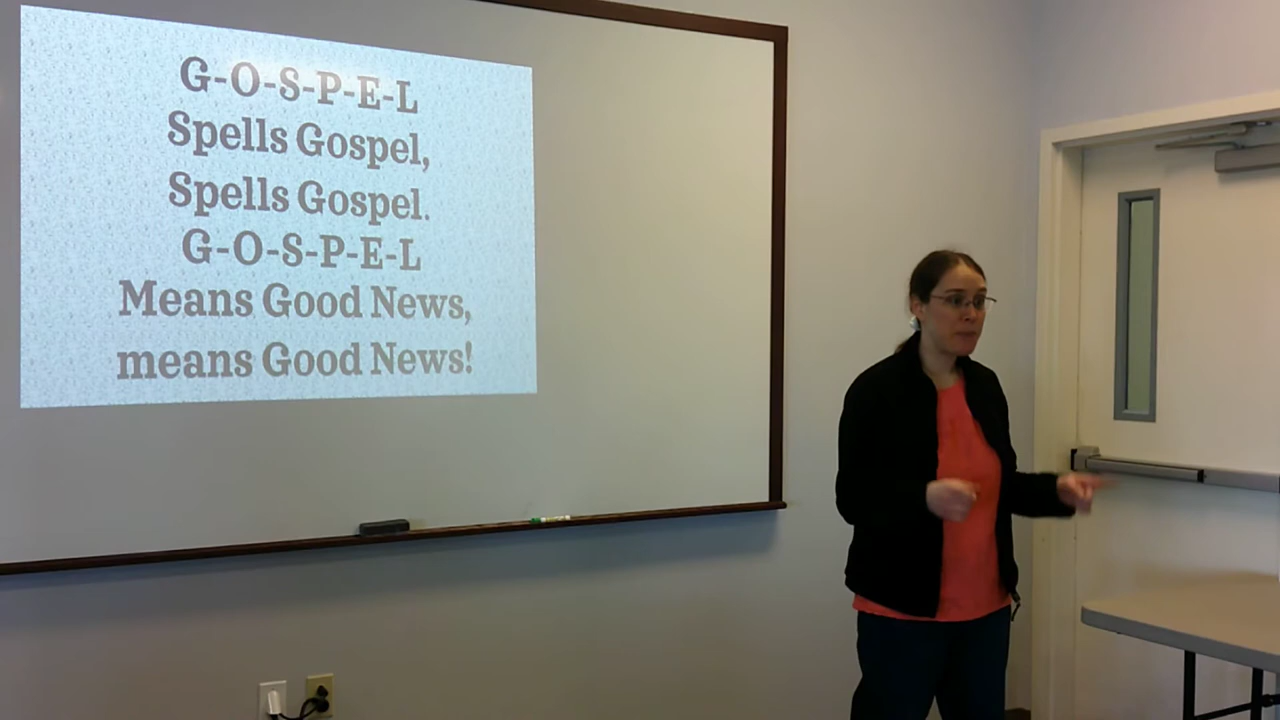 G-O-S-P-E-L
Spells Gospel,
Spells Gospel.
G-O-S-P-E-L
Means Good News,
means Good News!